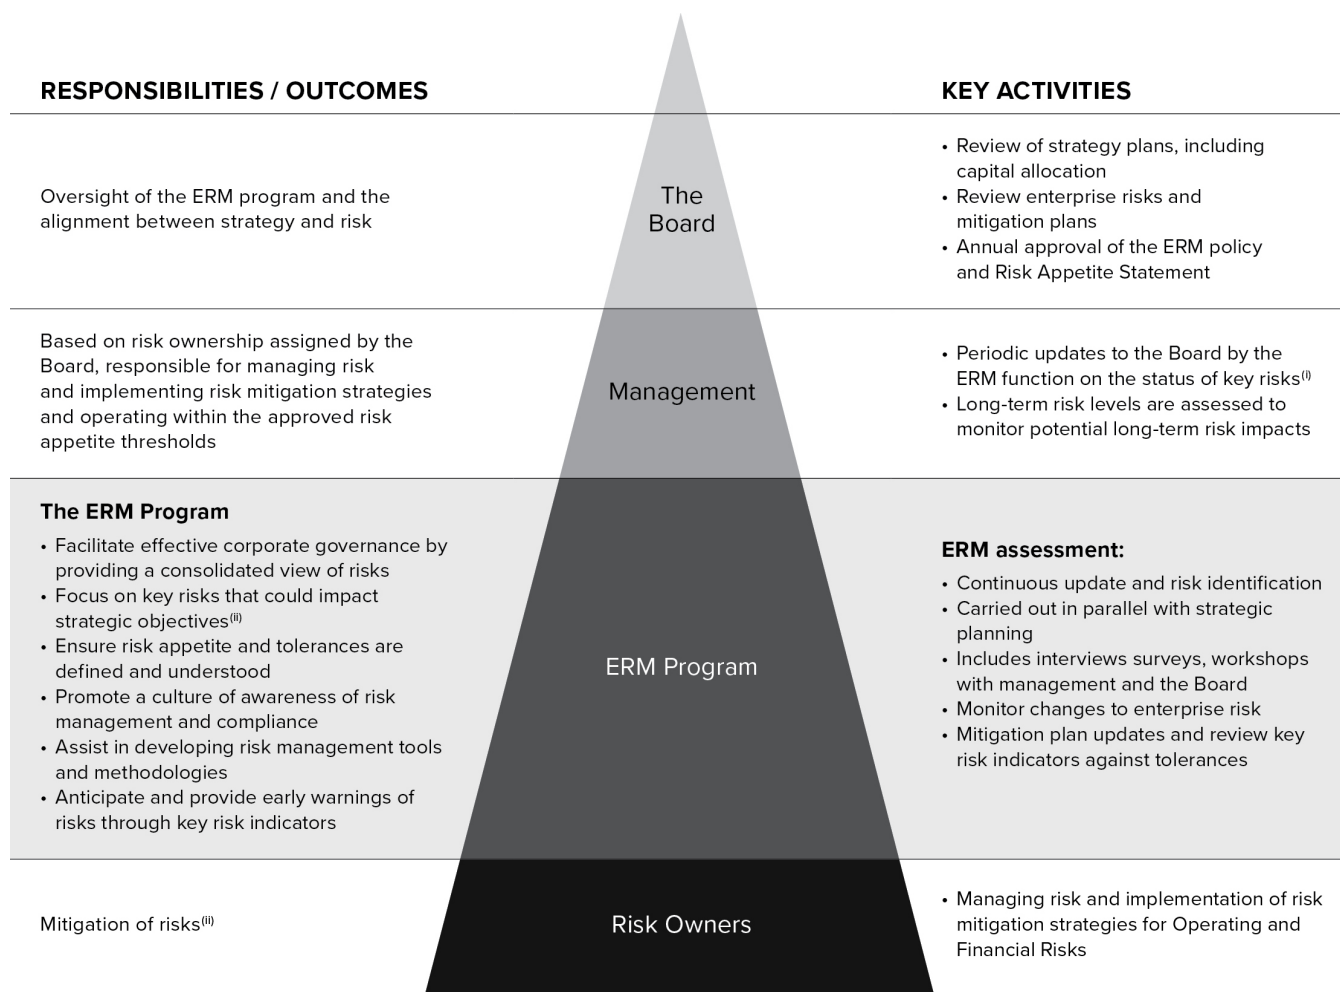 RESPONSIBILITIES / OUTCOMES
KEY ACTIVITIES
Oversight of the ERM program and the
alignment between strategy and risk
The
Board
• Review of strategy plans, including
capital allocation
• Review enterprise risks and
mitigation plans
• Annual approval of the ERM policy
and Risk Appetite Statement
Based on risk ownership assigned by the
Board, responsible for managing risk
and implementing risk mitigation strategies
and operating within the approved risk
appetite thresholds
Management
• Periodic updates to the Board by the
ERM function on the status of key risks(i)
• Long-term risk levels are assessed to
monitor potential long-term risk impacts
The ERM Program
• Facilitate effective corporate governance by
providing a consolidated view of risks
• Focus on key risks that could impact
strategic objectives(ii)
• Ensure risk appetite and tolerances are
defined and understood
• Promote a culture of awareness of risk
management and compliance
• Assist in developing risk management tools
and methodologies
• Anticipate and provide early warnings of
risks through key risk indicators
ERM Program
ERM assessment:
• Continuous update and risk identification
• Carried out in parallel with strategic
planning
• Includes interviews surveys, workshops
with management and the Board
• Monitor changes to enterprise risk
• Mitigation plan updates and review key
risk indicators against tolerances
Mitigation of risks(ii)
Risk Owners
• Managing risk and implementation of risk
mitigation strategies for Operating and
Financial Risks